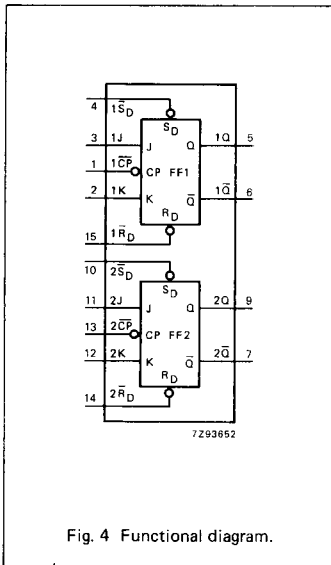 4 1S̅D
SD
3 1J J Q 1Q 5
1 1C̅P̅ CP FF1
2 1K K Q̅ 1Q̅ 6
RD
15 1R̅D
10 2S̅D
SD
11 2J J Q 2Q 9
13 2C̅P̅ CP FF2
12 2K K Q̅ 2Q̅ 7
RD
14 2R̅D
7Z93652
Fig. 4 Functional diagram.